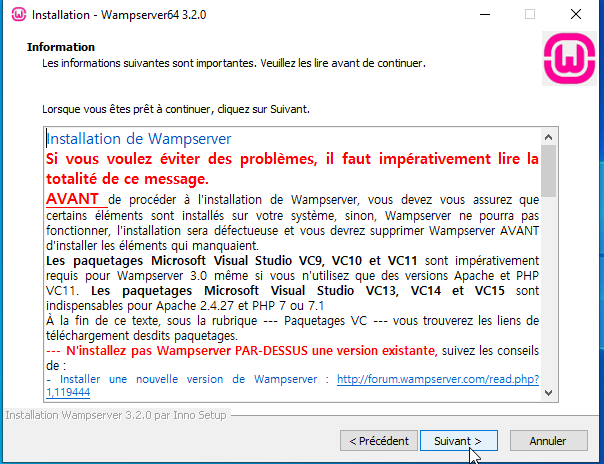 Installation - Wampserver64 3.2.0
Information
Les informations suivantes sont importantes. Veuillez les lire avant de continuer.
Lorsque vous êtes prêt à continuer, cliquez sur Suivant.
Installation de Wampserver
Si vous voulez éviter des problèmes, il faut impérativement lire la
totalité de ce message.
AVANT de procéder à l'installation de Wampserver, vous devez vous assurez que
certains éléments sont installés sur votre système, sinon, Wampserver ne pourra pas
fonctionner, l'installation sera défectueuse et vous devrez supprimer Wampserver AVANT
d'installer les éléments qui manquaient.
Les paquetages Microsoft Visual Studio VC9, VC10 et VC11 sont impérativement
requis pour Wampserver 3.0 même si vous n'utilisez que des versions Apache et PHP
VC11. Les paquetages Microsoft Visual Studio VC13, VC14 et VC15 sont
indispensables pour Apache 2.4.27 et PHP 7 ou 7.1
À la fin de ce texte, sous la rubrique --- Paquetages VC --- vous trouverez les liens de
téléchargement desdits paquetages.
--- N'installez pas Wampserver PAR-DESSUS une version existante, suivez les conseils
de :
- Installer une nouvelle version de Wampserver : http://forum.wampserver.com/read.php?
1,119444
Installation Wampserver 3.2.0 par Inno Setup
< Précédent
Suivant >
Annuler